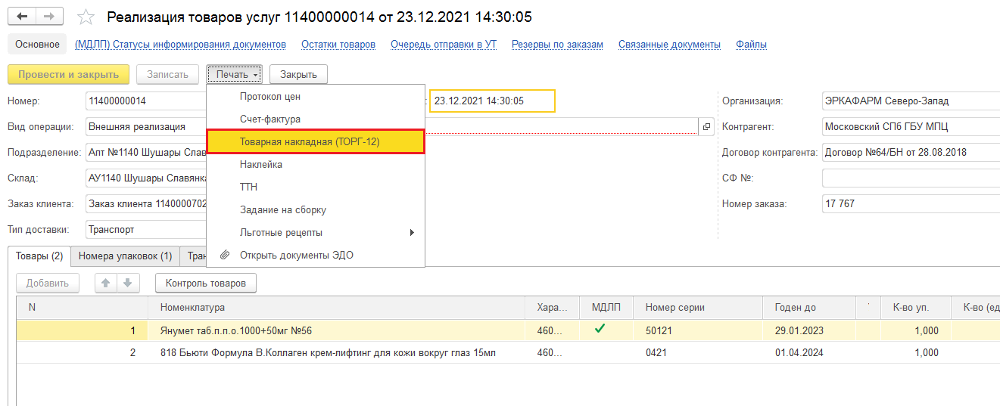 Реализация товаров услуг 11400000014 от 23.12.2021 14:30:05
Основное (МДЛП) Статусы информирования документов Остатки товаров Очередь отправки в УТ Резервы по заказам Связанные документы Файлы
Провести и закрыть Записать Печать Закрыть
Номер: 11400000014 : 23.12.2021 14:30:05 Организация: ЭРКАФАРМ Северо-Запад
Вид операции: Внешняя реализация Контрагент: Московский СПб ГБУ МПЦ
Подразделение: Апт №1140 Шушары Слав Договор контрагента: Договор №64/БН от 28.08.2018
Склад: АУ1140 Шушары Славянка СФ №:
Заказ клиента: Заказ клиента 1140000702 Номер заказа: 17 767
Тип доставки: Транспорт
Протокол цен
Счет-фактура
Товарная накладная (ТОРГ-12)
Наклейка
ТТН
Задание на сборку
Льготные рецепты
Открыть документы ЭДО
Товары (2) Номера упаковок (1) Тран
Добавить Контроль товаров
N Номенклатура Хара... МДЛП Номер серии Годен до К-во уп. К-во (ед
1 Янумет таб.п.п.о.1000+50мг №56 460... 50121 29.01.2023 1,000
2 818 Бьюти Формула В.Коллаген крем-лифтинг для кожи вокруг глаз 15мл 460... 0421 01.04.2024 1,000